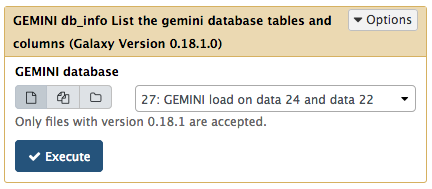 GEMINI db_info List the gemini database tables and
columns (Galaxy Version 0.18.1.0)
Options
GEMINI database
27: GEMINI load on data 24 and data 22
Only files with version 0.18.1 are accepted.
Execute